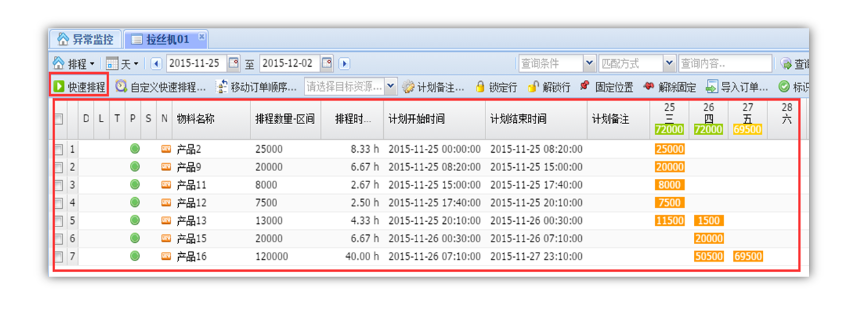 异常监控 拉丝机01
排程 天 2015-11-25 至 2015-12-02 查询条件 匹配方式 查询内容..
快速排程 自定义快速排程... 移动订单顺序... 请选择目标资源... 计划备注... 锁定行 解锁行 固定位置 解除固定 导入订单...
D L T P S N 物料名称 排程数量-区间 排程时... 计划开始时间 计划结束时间 计划备注 25 26 27 28
三 四 五 六
72000 72000 69500
1 产品2 25000 8.33 h 2015-11-25 00:00:00 2015-11-25 08:20:00 25000
2 产品9 20000 6.67 h 2015-11-25 08:20:00 2015-11-25 15:00:00 20000
3 产品11 8000 2.67 h 2015-11-25 15:00:00 2015-11-25 17:40:00 8000
4 产品12 7500 2.50 h 2015-11-25 17:40:00 2015-11-25 20:10:00 7500
5 产品13 13000 4.33 h 2015-11-25 20:10:00 2015-11-26 00:30:00 11500 1500
6 产品15 20000 6.67 h 2015-11-26 00:30:00 2015-11-26 07:10:00 20000
7 产品16 120000 40.00 h 2015-11-26 07:10:00 2015-11-27 23:10:00 50500 69500